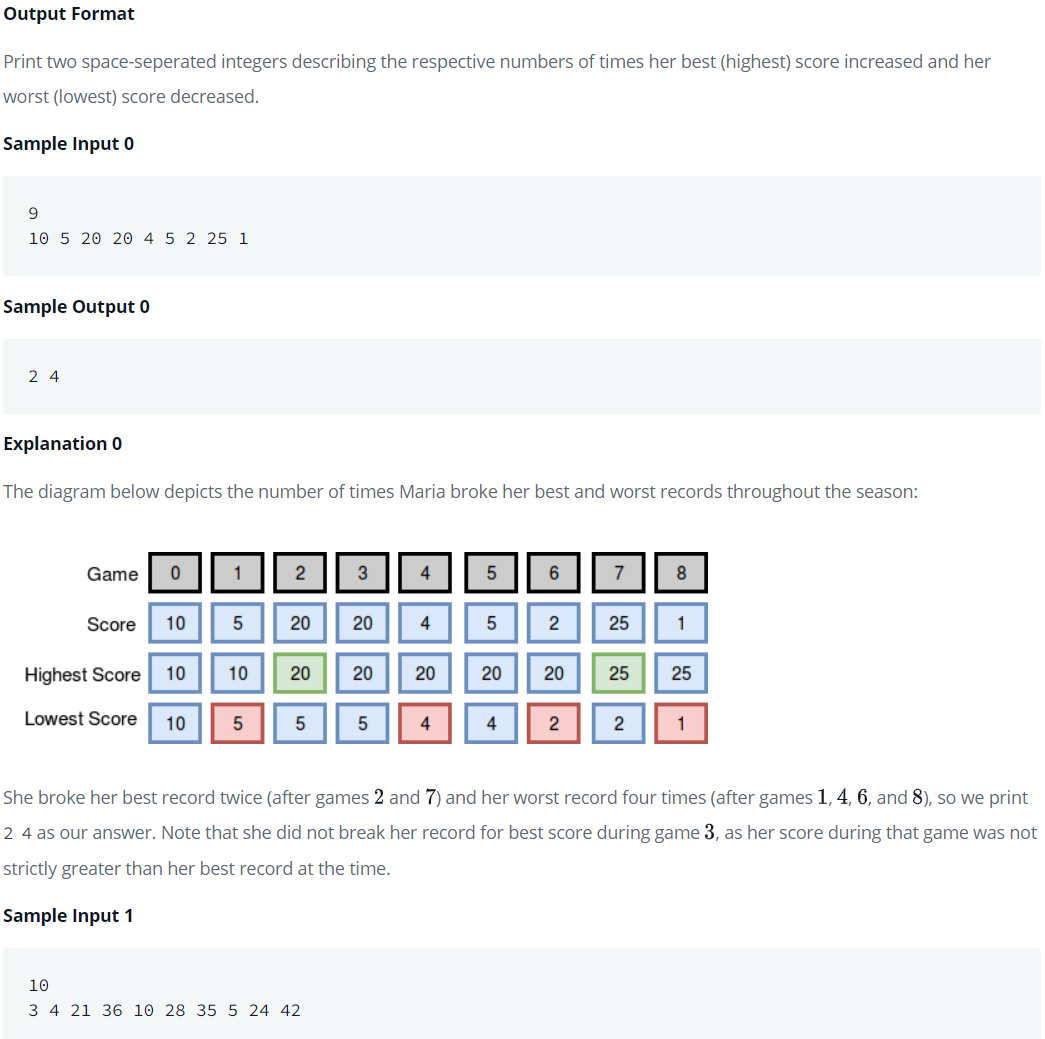 Output Format
Print two space-seperated integers describing the respective numbers of times her best (highest) score increased and her
worst (lowest) score decreased.
Sample Input 0
9
10 5 20 20 4 5 2 25 1
Sample Output 0
2 4
Explanation 0
The diagram below depicts the number of times Maria broke her best and worst records throughout the season:
Game 0 1 2 3 4 5 6 7 8
Score 10 5 20 20 4 5 2 25 1
Highest Score 10 10 20 20 20 20 20 25 25
Lowest Score 10 5 5 5 4 4 2 2 1
She broke her best record twice (after games 2 and 7) and her worst record four times (after games 1, 4, 6, and 8), so we print
2 4 as our answer. Note that she did not break her record for best score during game 3, as her score during that game was not
strictly greater than her best record at the time.
Sample Input 1
10
3 4 21 36 10 28 35 5 24 42